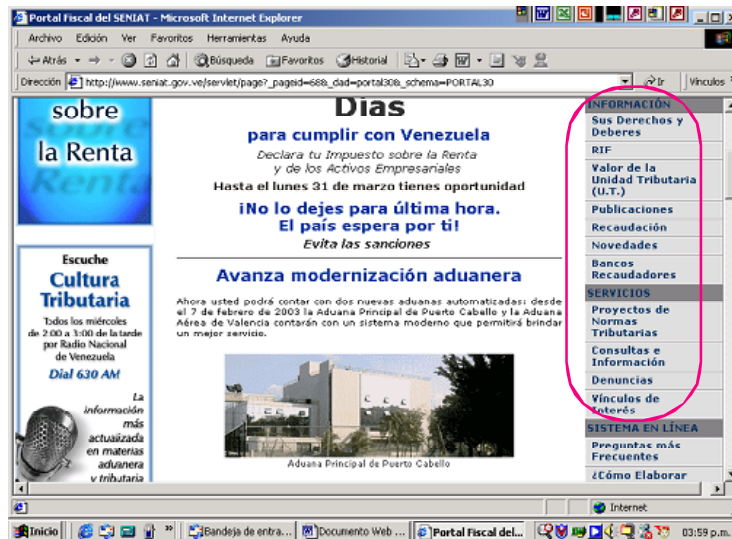 Portal Fiscal del SENIAT - Microsoft Internet Explorer
Archivo Edición Ver Favoritos Herramientas Ayuda
Atrás Búsqueda Favoritos Historial
Dirección http://www.seniat.gov.ve/servlet/page?_pageid=68&_dad=portal30&_schema=PORTAL30 Ir Vínculos
sobre
la Renta
Renta
Escuche
Cultura
Tributaria
Todos los miércoles
de 2:00 a 3:00 de la tarde
por Radio Nacional
de Venezuela
Dial 630 AM
La
información
más
actualizada
en materias
aduanera
y tributaria
Días
para cumplir con Venezuela
Declara tu Impuesto sobre la Renta
y de los Activos Empresariales
Hasta el lunes 31 de marzo tienes oportunidad
¡No lo dejes para última hora.
El país espera por ti!
Evita las sanciones
Avanza modernización aduanera
Ahora usted podrá contar con dos nuevas aduanas automatizadas: desde
el 7 de febrero de 2003 la Aduana Principal de Puerto Cabello y la Aduana
Aérea de Valencia contarán con un sistema moderno que permitirá brindar
un mejor servicio.
Aduana Principal de Puerto Cabello
INFORMACIÓN
Sus Derechos y
Deberes
RIF
Valor de la
Unidad Tributaria
(U.T.)
Publicaciones
Recaudación
Novedades
Bancos
Recaudadores
SERVICIOS
Proyectos de
Normas
Tributarias
Consultas e
Información
Denuncias
Vínculos de
Interés
SISTEMA EN LÍNEA
Preguntas más
Frecuentes
¿Cómo Elaborar
Internet
Inicio Bandeja de entra... Documento Web ... Portal Fiscal del... 03:59 p.m.